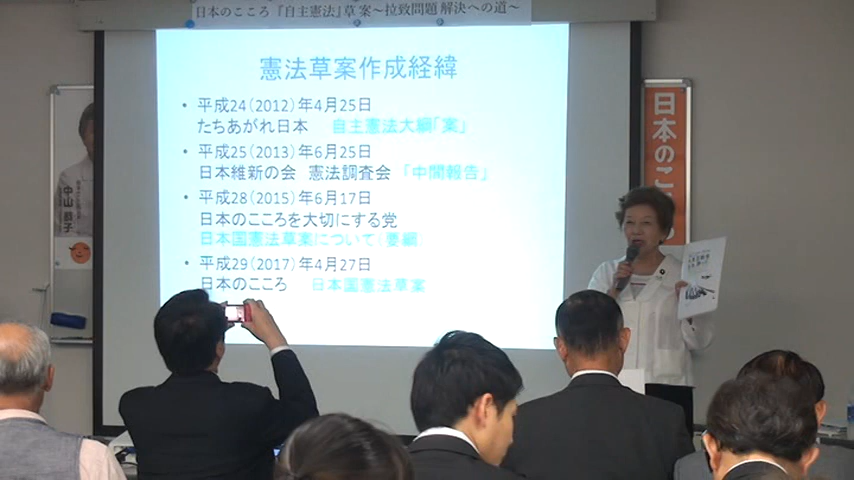 日本のこころ『自主憲法』草案～拉致問題 解決への道～
憲法草案作成経緯
• 平成24(2012)年4月25日
たちあがれ日本 自主憲法大綱「案」
• 平成25(2013)年6月25日
日本維新の会 憲法調査会 「中間報告」
• 平成28(2015)年6月17日
日本のこころを大切にする党
日本国憲法草案について(要綱)
• 平成29(2017)年4月27日
日本のこころ 日本国憲法草案
中山恭子
日本のここ